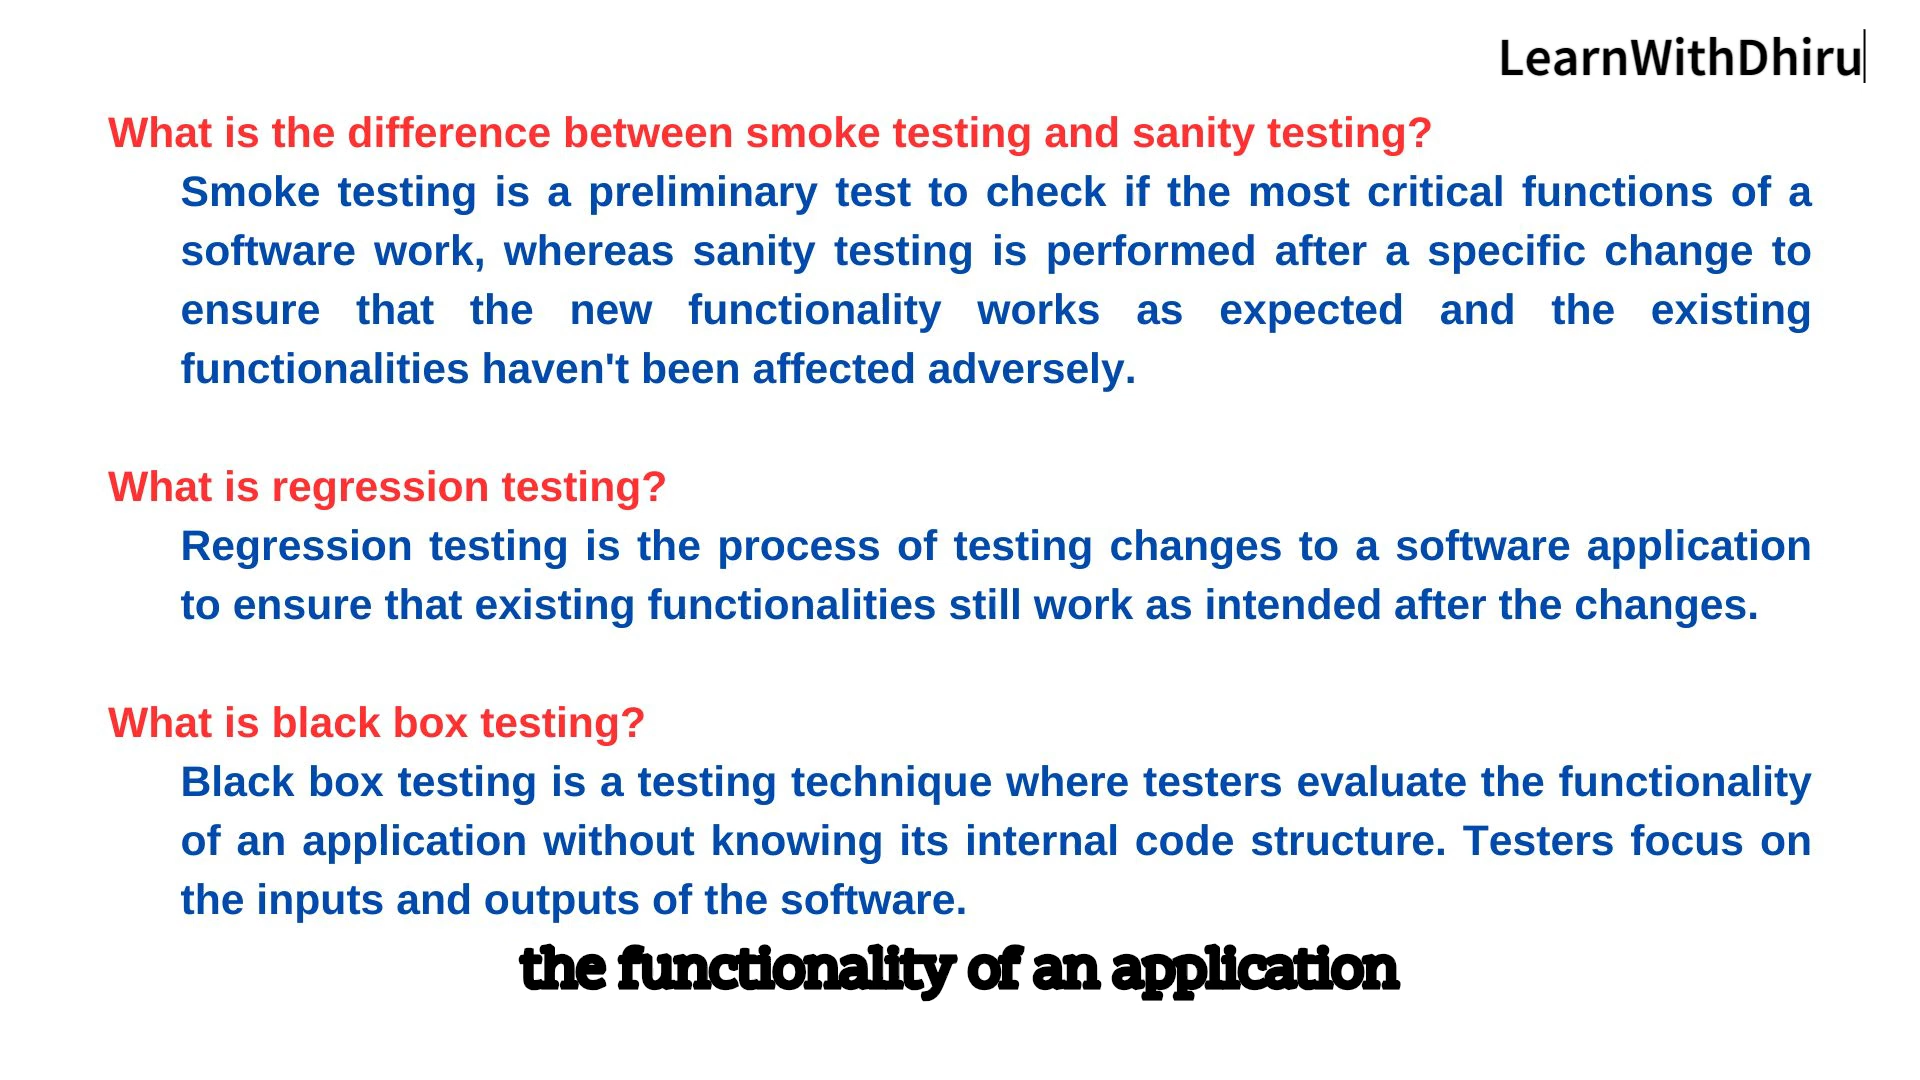 LearnWithDhiru
What is the difference between smoke testing and sanity testing?
Smoke testing is a preliminary test to check if the most critical functions of a
software work, whereas sanity testing is performed after a specific change to
ensure that the new functionality works as expected and the existing
functionalities haven't been affected adversely.
What is regression testing?
Regression testing is the process of testing changes to a software application
to ensure that existing functionalities still work as intended after the changes.
What is black box testing?
Black box testing is a testing technique where testers evaluate the functionality
of an application without knowing its internal code structure. Testers focus on
the inputs and outputs of the software.
the functionality of an application